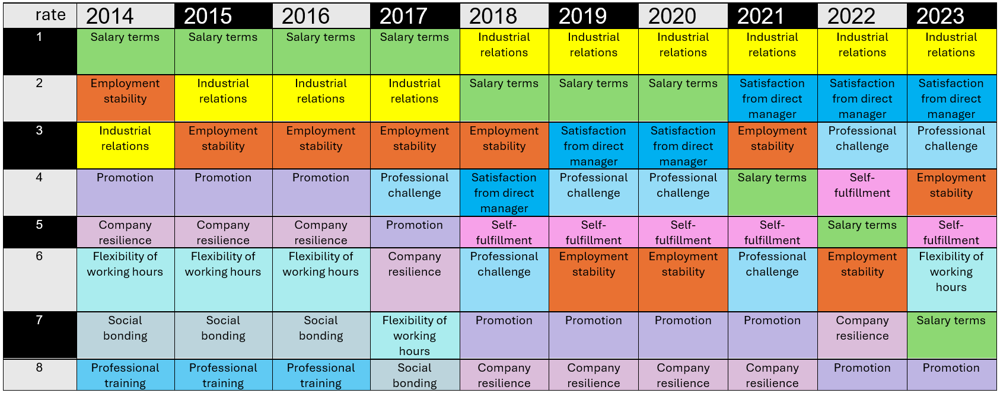 rate 2014 2015 2016 2017 2018 2019 2020 2021 2022 2023
1 Salary terms Salary terms Salary terms Salary terms Industrial relations Industrial relations Industrial relations Industrial relations Industrial relations Industrial relations
2 Employment stability Industrial relations Industrial relations Industrial relations Salary terms Salary terms Salary terms Satisfaction from direct manager Satisfaction from direct manager Satisfaction from direct manager
3 Industrial relations Employment stability Employment stability Employment stability Employment stability Satisfaction from direct manager Satisfaction from direct manager Employment stability Professional challenge Professional challenge
4 Promotion Promotion Promotion Professional challenge Satisfaction from direct manager Professional challenge Professional challenge Salary terms Self-fulfillment Employment stability
5 Company resilience Company resilience Company resilience Promotion Self-fulfillment Self-fulfillment Self-fulfillment Self-fulfillment Salary terms Self-fulfillment
6 Flexibility of working hours Flexibility of working hours Flexibility of working hours Company resilience Professional challenge Employment stability Employment stability Professional challenge Employment stability Flexibility of working hours
7 Social bonding Social bonding Social bonding Flexibility of working hours Promotion Promotion Promotion Promotion Company resilience Salary terms
8 Professional training Professional training Professional training Social bonding Company resilience Company resilience Company resilience Company resilience Promotion Promotion